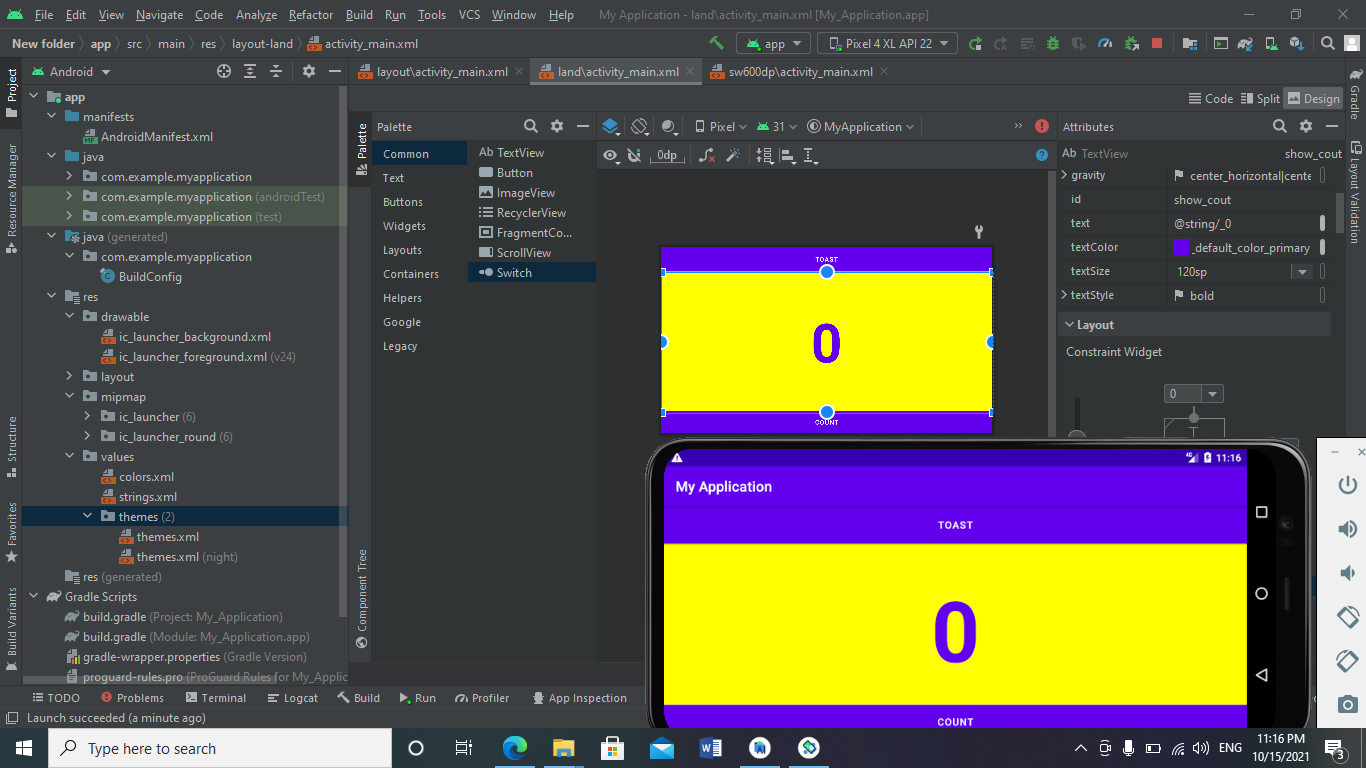 File Edit View Navigate Code Analyze Refactor Build Run Tools VCS Window Help My Application - land\activity_main.xml [My_Application.app]
New folder app src main res layout-land activity_main.xml app Pixel 4 XL API 22
Android layout\activity_main.xml land\activity_main.xml sw600dp\activity_main.xml
Code Split Design
Project
Resource Manager
Structure
Favorites
Build Variants
app
manifests
AndroidManifest.xml
java
com.example.myapplication
com.example.myapplication (androidTest)
com.example.myapplication (test)
java (generated)
com.example.myapplication
BuildConfig
res
drawable
ic_launcher_background.xml
ic_launcher_foreground.xml (v24)
layout
mipmap
ic_launcher (6)
ic_launcher_round (6)
values
colors.xml
strings.xml
themes (2)
themes.xml
themes.xml (night)
res (generated)
Gradle Scripts
build.gradle (Project: My_Application)
build.gradle (Module: My_Application.app)
gradle-wrapper.properties (Gradle Version)
proguard-rules.pro (ProGuard Rules for My_Applic
Palette
Component Tree
Palette
Common
Text
Buttons
Widgets
Layouts
Containers
Helpers
Google
Legacy
Ab TextView
Button
ImageView
RecyclerView
FragmentCo...
ScrollView
Switch
Pixel 31 MyApplication
0dp
TOAST
0
COUNT
Attributes
Ab TextView show_cout
gravity center_horizontal|cente
id show_cout
text @string/_0
textColor _default_color_primary
textSize 120sp
textStyle bold
Layout
Constraint Widget
0
Gradle
Layout Validation
4G 11:16
My Application
TOAST
0
COUNT
TODO Problems Terminal Logcat Build Run Profiler App Inspection
Launch succeeded (a minute ago)
Type here to search
ENG
11:16 PM
10/15/2021
3